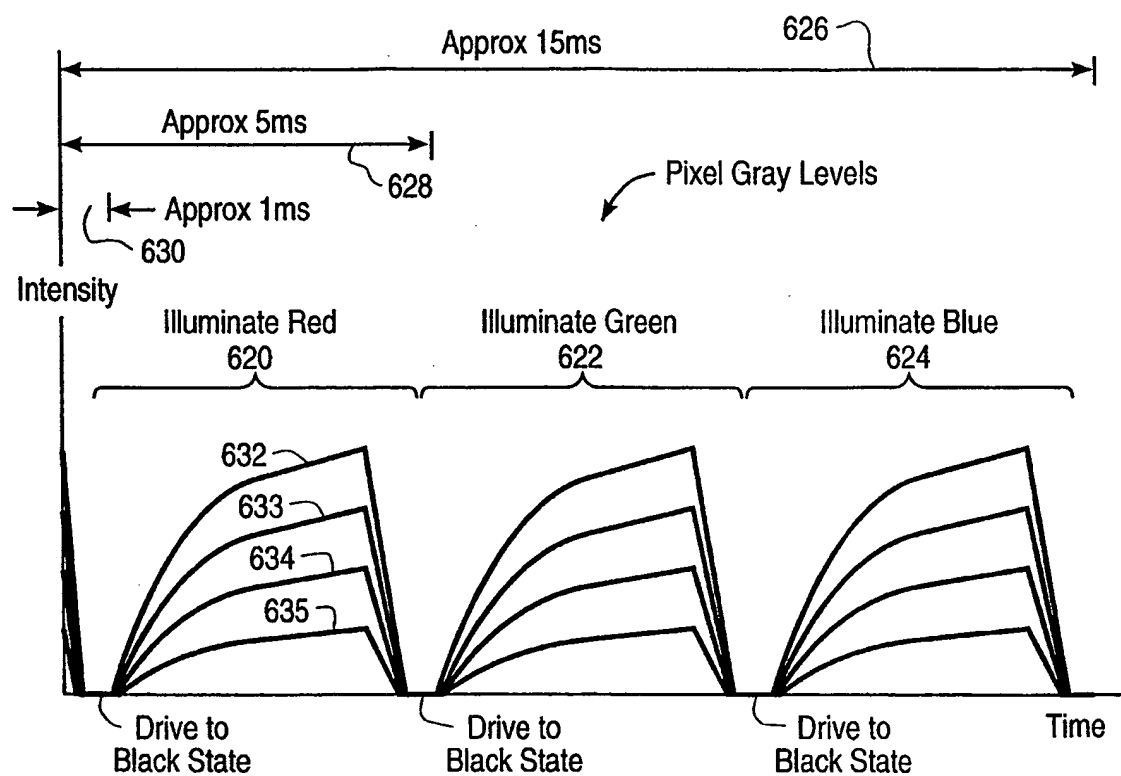 626
Approx 15ms
Approx 5ms
628
Pixel Gray Levels
Approx 1ms
630
Intensity
Illuminate Red
620
Illuminate Green
622
Illuminate Blue
624
632
633
634
635
Drive to
Black State
Drive to
Black State
Drive to
Black State
Time